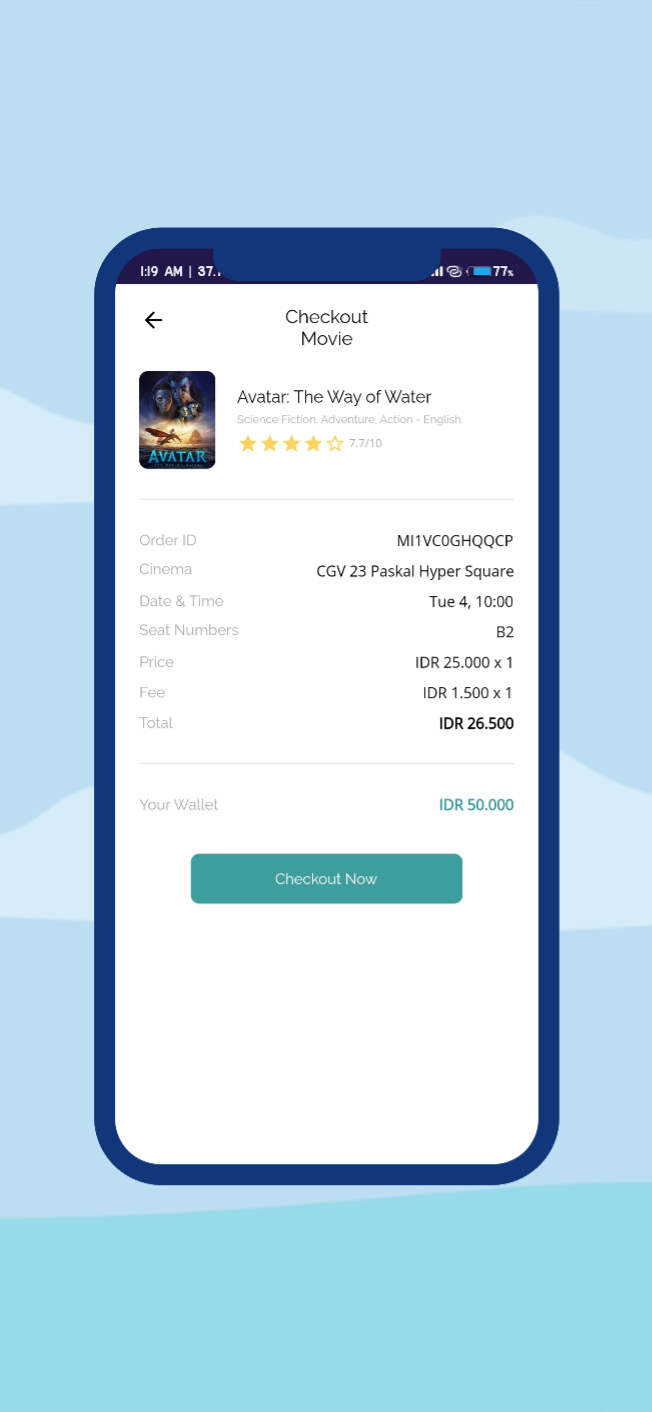 1:19 AM | 37.
77%
Checkout
Movie
Avatar: The Way of Water
Science Fiction, Adventure, Action - English
7.7/10
AVATAR
Order ID MI1VC0GHQQCP
Cinema CGV 23 Paskal Hyper Square
Date & Time Tue 4, 10:00
Seat Numbers B2
Price IDR 25.000 x 1
Fee IDR 1.500 x 1
Total IDR 26.500
Your Wallet IDR 50.000
Checkout Now